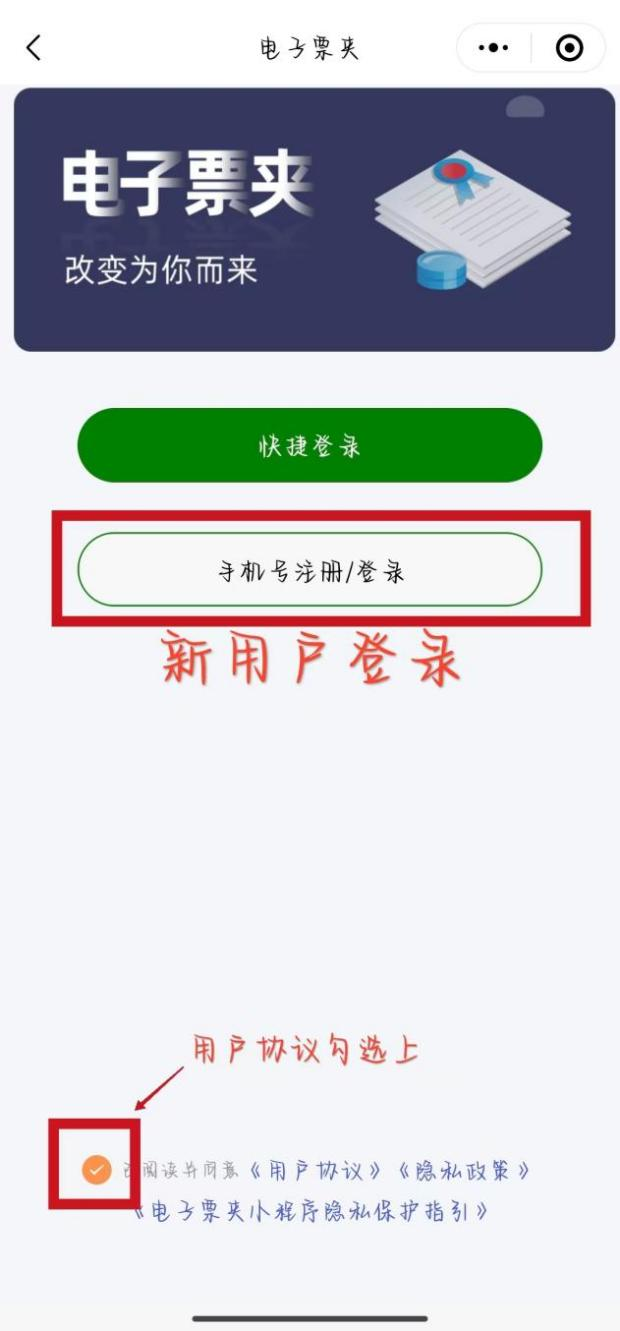 电子票夹
电子票夹
改变为你而来
快捷登录
手机号注册/登录
新用户登录
用户协议勾选上
已阅读并同意《用户协议》《隐私政策》
《电子票夹小程序隐私保护指引》